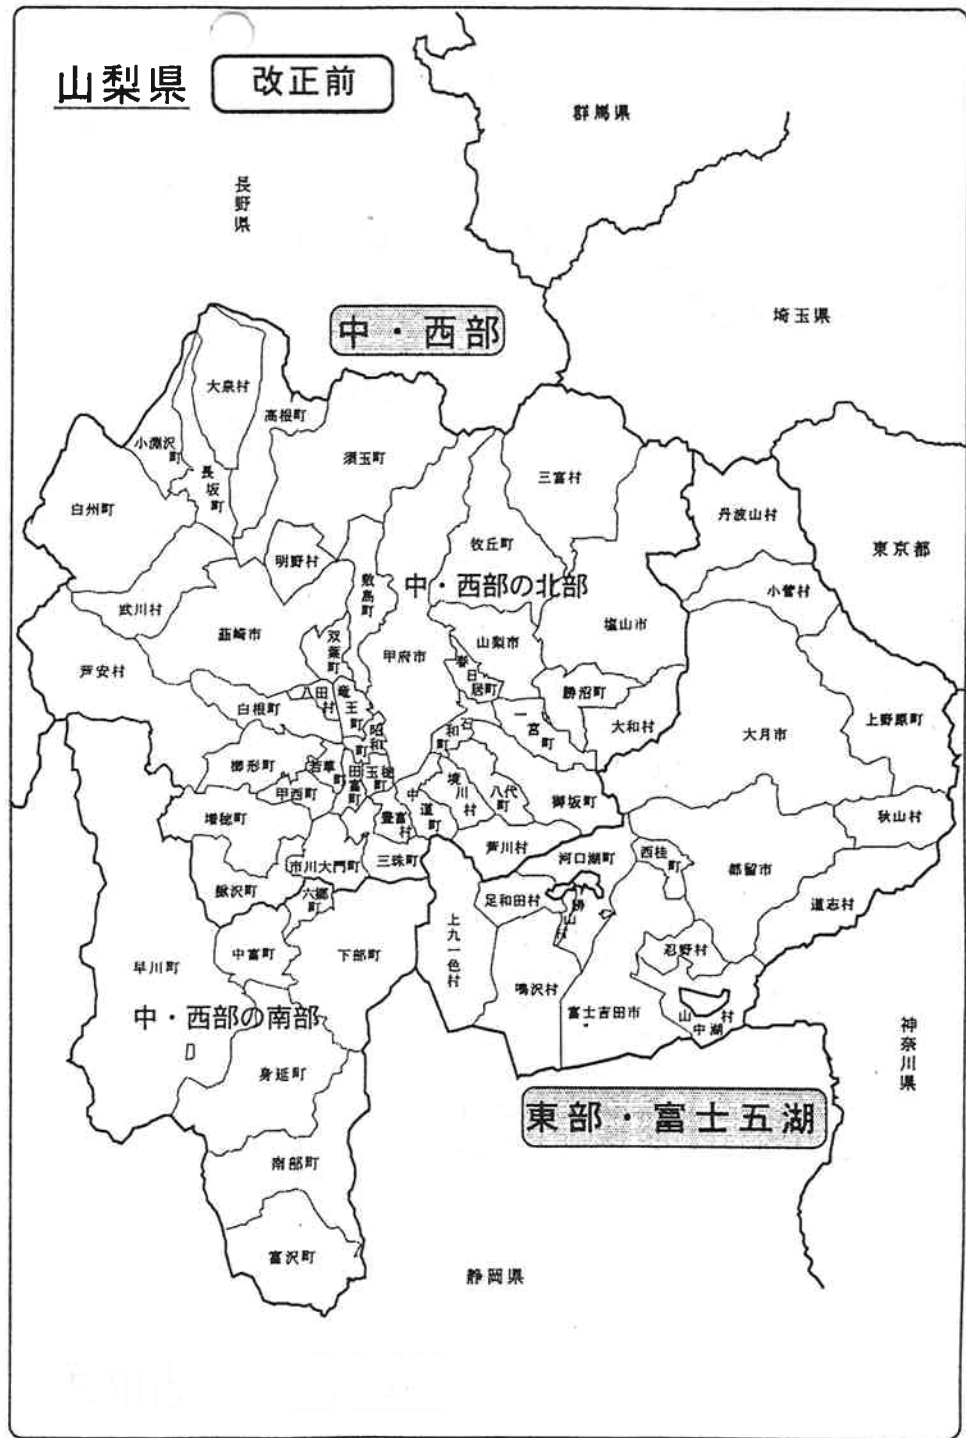 山梨県
改正前
群馬県
長野県
埼玉県
中・西部
大泉村
高根町
小淵沢町
須玉町
長坂町
三富村
白州町
丹波山村
牧丘町
東京都
明野村
敷島町
中・西部の北部
小菅村
武川村
韮崎市
双葉町
山梨市
塩山市
甲府市
春日居町
芦安村
八田村
竜王町
勝沼町
白根町
一宮町
大和村
上野原町
大月市
昭和町
石和町
櫛形町
若草町
田富町
玉穂町
境川村
八代町
御坂町
甲西町
中道町
増穂町
豊富村
秋山村
芦川村
市川大門町
三珠町
河口湖町
西桂町
都留市
鰍沢町
六郷町
足和田村
勝山村
道志村
上九一色村
中富町
下部町
忍野村
早川町
鳴沢村
富士吉田市
山中湖村
中・西部の南部
神奈川県
身延町
東部・富士五湖
南部町
富沢町
静岡県